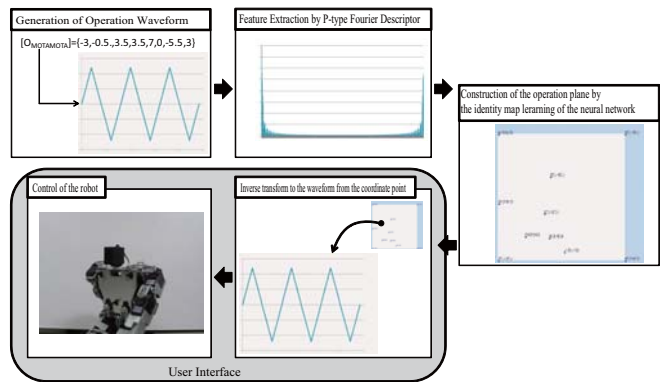 Generation of Operation Waveform
[OMOTAMOTA]=(-3,-0.5.,3.5,3.5,7,0,-5.5,3)
Feature Extraction by P-type Fourier Descriptor
Construction of the operation plane by
the identity map lerarning of the neural network
Control of the robot
Inverse transform to the waveform from the coordinate point
User Interface